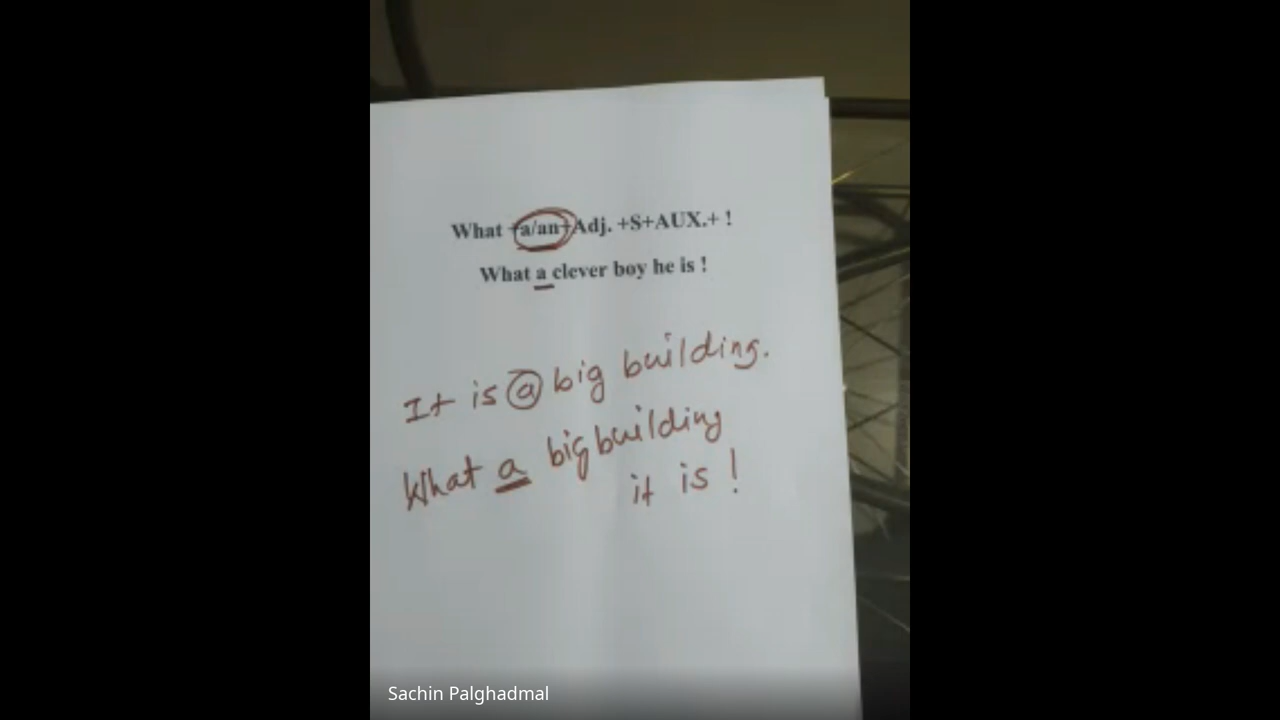 What +a/an+Adj. +S+AUX.+ !
What a clever boy he is !
It is a big building.
What a big building
it is !
Sachin Palghadmal